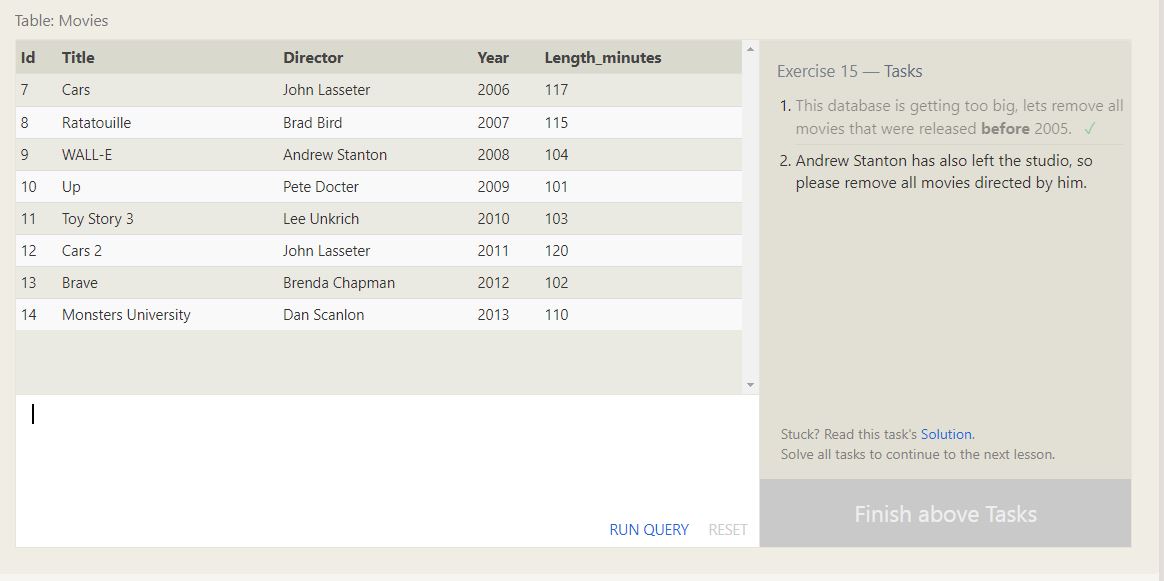 Table: Movies
Id Title Director Year Length_minutes
7 Cars John Lasseter 2006 117
8 Ratatouille Brad Bird 2007 115
9 WALL-E Andrew Stanton 2008 104
10 Up Pete Docter 2009 101
11 Toy Story 3 Lee Unkrich 2010 103
12 Cars 2 John Lasseter 2011 120
13 Brave Brenda Chapman 2012 102
14 Monsters University Dan Scanlon 2013 110
RUN QUERY RESET
Exercise 15 — Tasks
1. This database is getting too big, lets remove all
movies that were released before 2005. ✓
2. Andrew Stanton has also left the studio, so
please remove all movies directed by him.
Stuck? Read this task's Solution.
Solve all tasks to continue to the next lesson.
Finish above Tasks